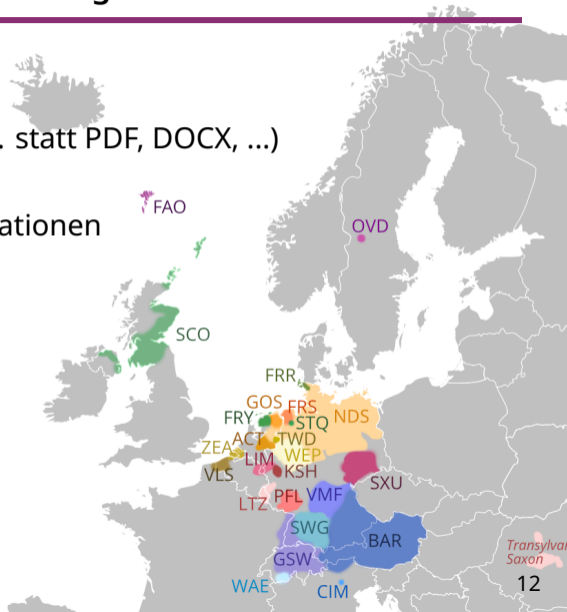 . statt PDF, DOCX, ...)
FAO
ationen
OVD
SCO
FRR
GOS
FRS
FRY
STQ
NDS
ACT
TWD
ZEA
WEP
LIM
VLS
KSH
SXU
LTZ
PFL
VMF
SWG
BAR
GSW
Transylvan
Saxon
WAE
CIM
12